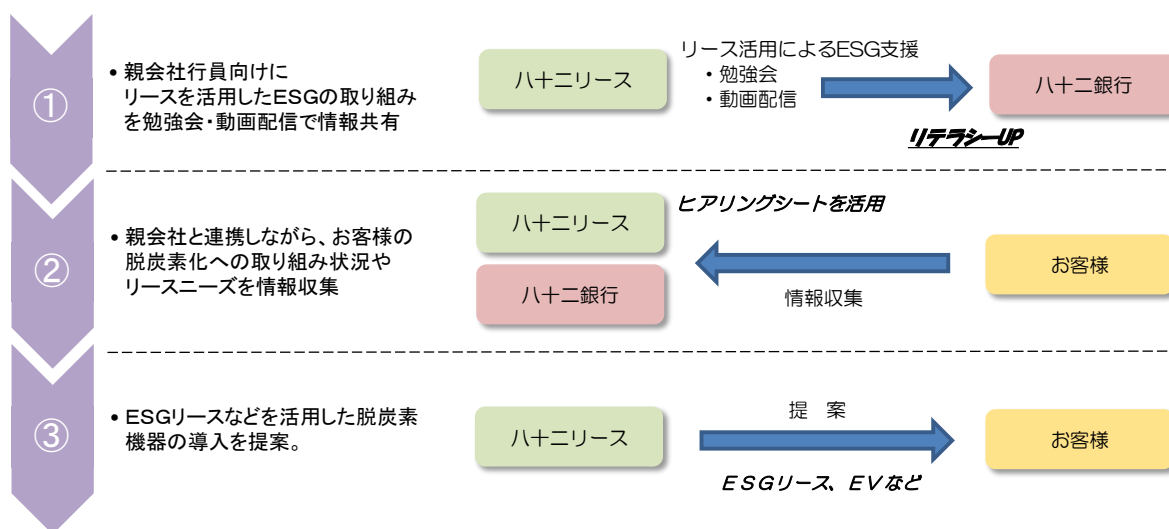 ①
• 親会社行員向けに
リースを活用したESGの取り組み
を勉強会・動画配信で情報共有
八十二リース
リース活用によるESG支援
・勉強会
・動画配信
八十二銀行
リテラシーUP
②
• 親会社と連携しながら、お客様の
脱炭素化への取り組み状況や
リースニーズを情報収集
八十二リース
八十二銀行
ヒアリングシートを活用
情報収集
お客様
③
• ESGリースなどを活用した脱炭素
機器の導入を提案。
八十二リース
提　案
ESGリース、EVなど
お客様